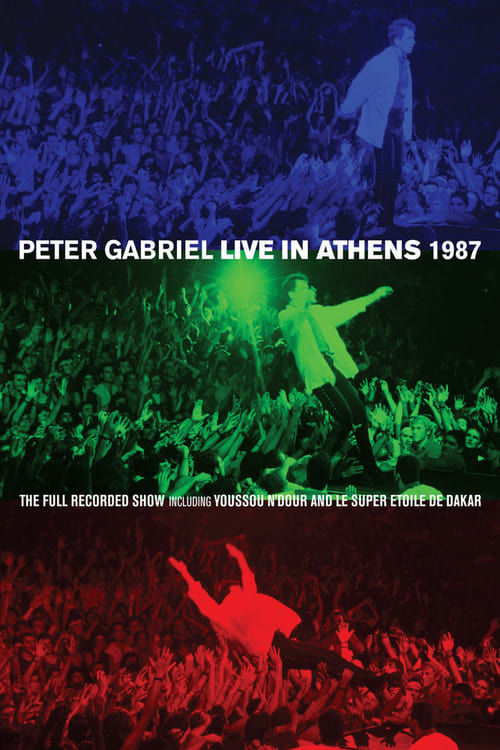 PETER GABRIEL LIVE IN ATHENS 1987
THE FULL RECORDED SHOW INCLUDING YOUSSOU N'DOUR AND LE SUPER ETOILE DE DAKAR